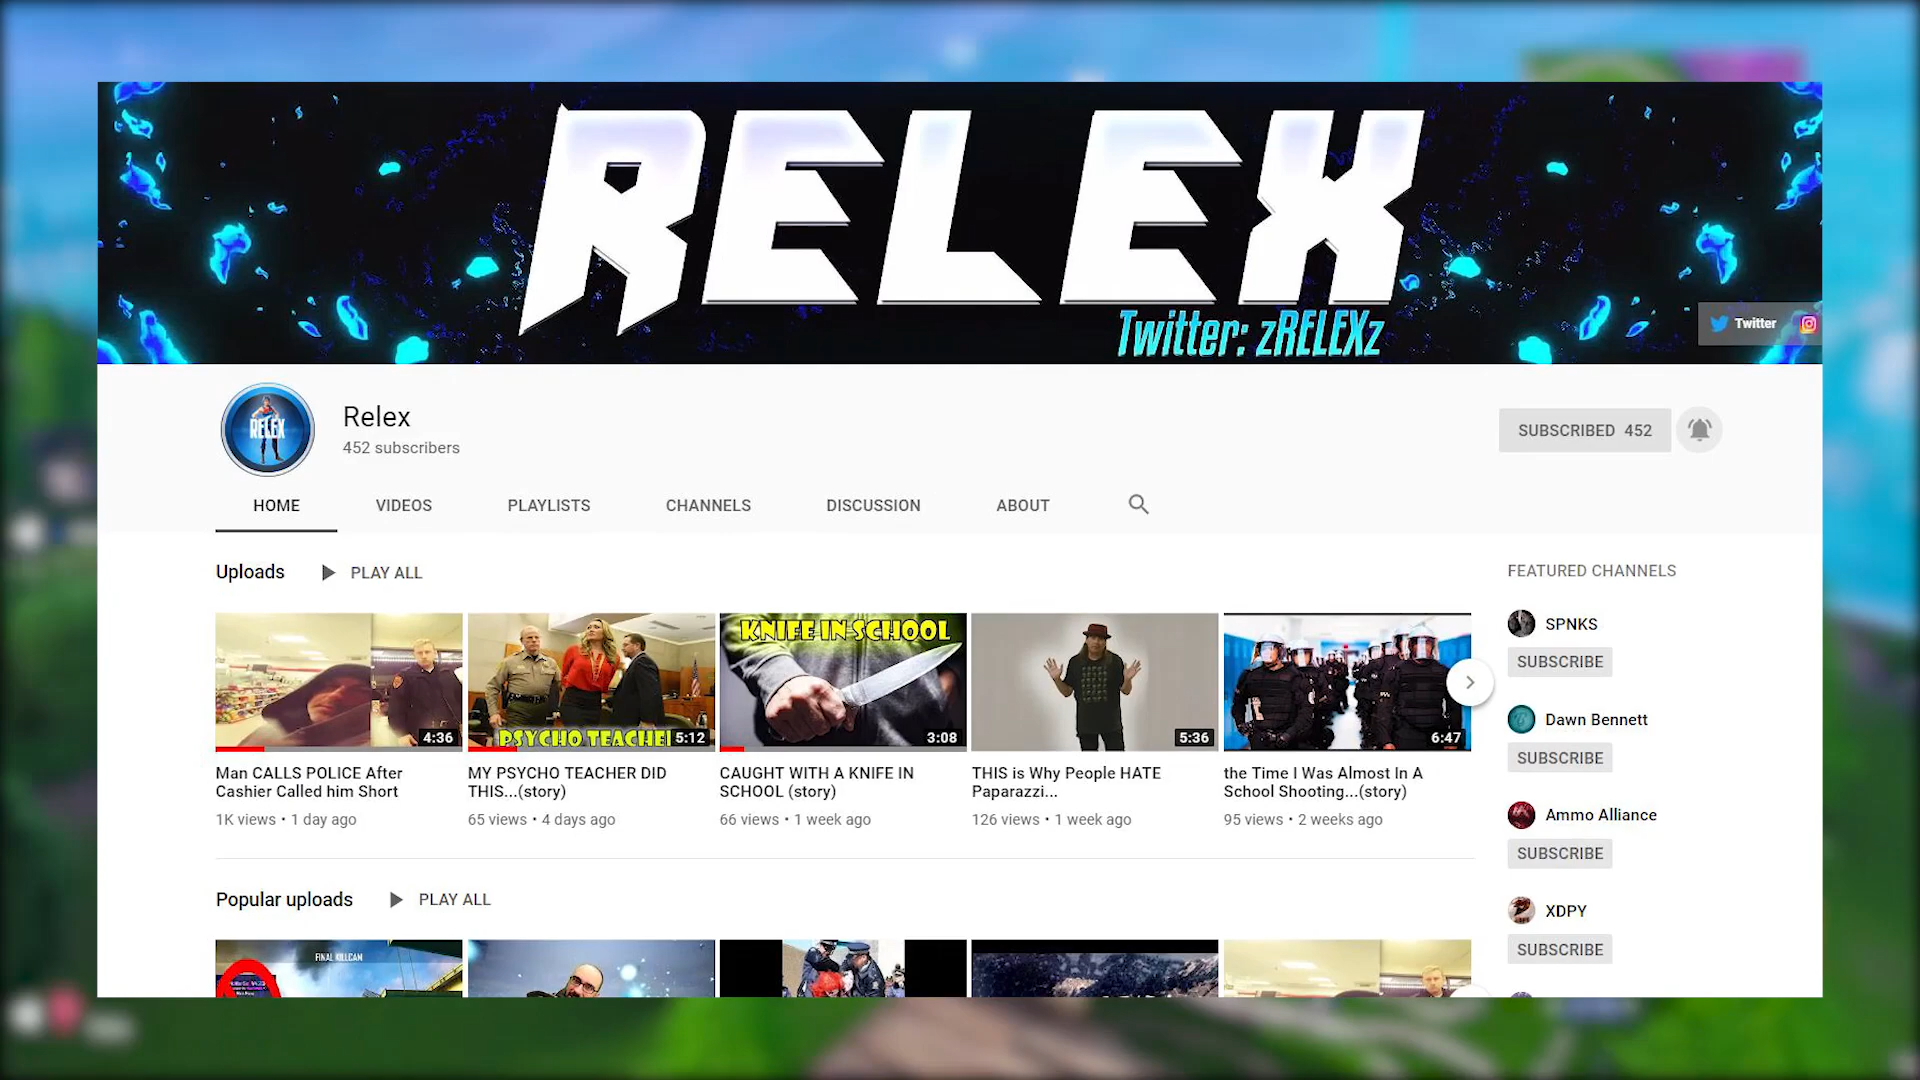 RELEX
Twitter: zRELEXz
Twitter
RELEX
Relex
452 subscribers
SUBSCRIBED 452
HOME
VIDEOS
PLAYLISTS
CHANNELS
DISCUSSION
ABOUT
Uploads
PLAY ALL
4:36
Man CALLS POLICE After
Cashier Called him Short
1K views • 1 day ago
PSYCHO TEACHER
5:12
MY PSYCHO TEACHER DID
THIS...(story)
65 views • 4 days ago
KNIFE IN SCHOOL
3:08
CAUGHT WITH A KNIFE IN
SCHOOL (story)
66 views • 1 week ago
5:36
THIS is Why People HATE
Paparazzi...
126 views • 1 week ago
6:47
the Time I Was Almost In A
School Shooting...(story)
95 views • 2 weeks ago
FEATURED CHANNELS
SPNKS
SUBSCRIBE
Dawn Bennett
SUBSCRIBE
Ammo Alliance
SUBSCRIBE
XDPY
SUBSCRIBE
Popular uploads
PLAY ALL
FINAL KILLCAM